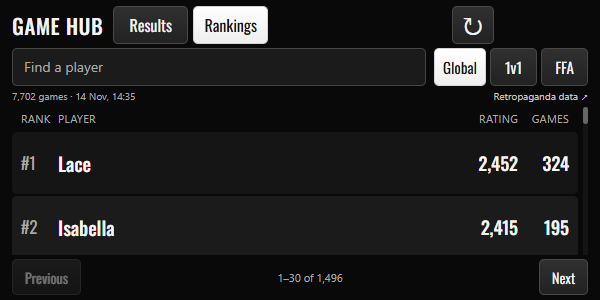 GAME HUB Results Rankings ↻
Find a player Global 1v1 FFA
7,702 games · 14 Nov, 14:35 Retropaganda data ↗
RANK PLAYER RATING GAMES
#1 Lace 2,452 324
#2 Isabella 2,415 195
Previous 1–30 of 1,496 Next